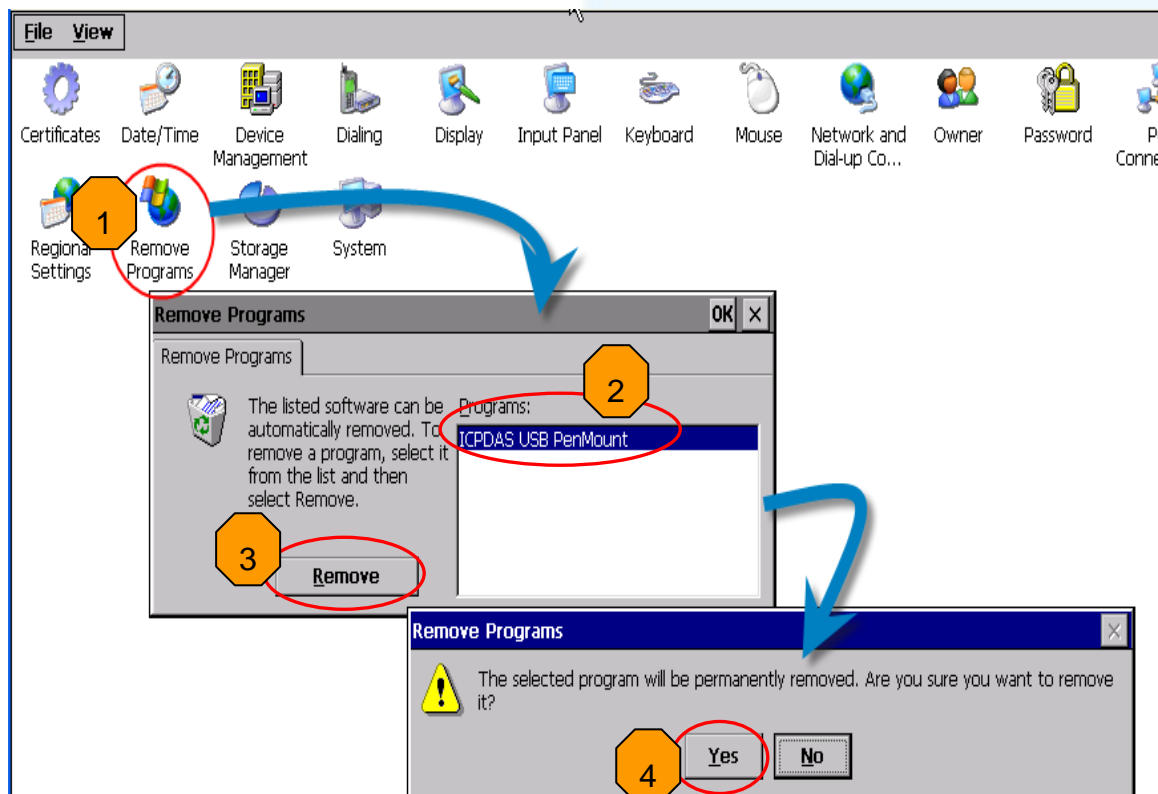 File View
Certificates Date/Time Device Management Dialing Display Input Panel Keyboard Mouse Network and Dial-up Co... Owner Password P Conne
1
Regional Settings Remove Programs Storage Manager System
Remove Programs OK
Remove Programs
2
The listed software can be
automatically removed. To
remove a program, select it
from the list and then
select Remove.
Programs:
ICPDAS USB PenMount
3
Remove
Remove Programs
The selected program will be permanently removed. Are you sure you want to remove
it?
4
Yes No